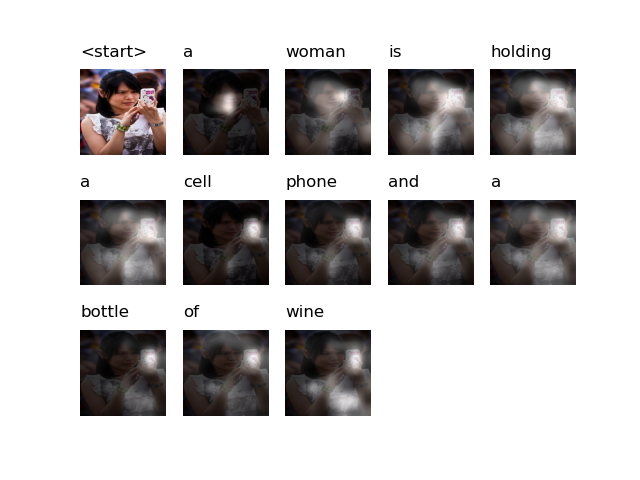 <start> a woman is holding
a cell phone and a
bottle of wine